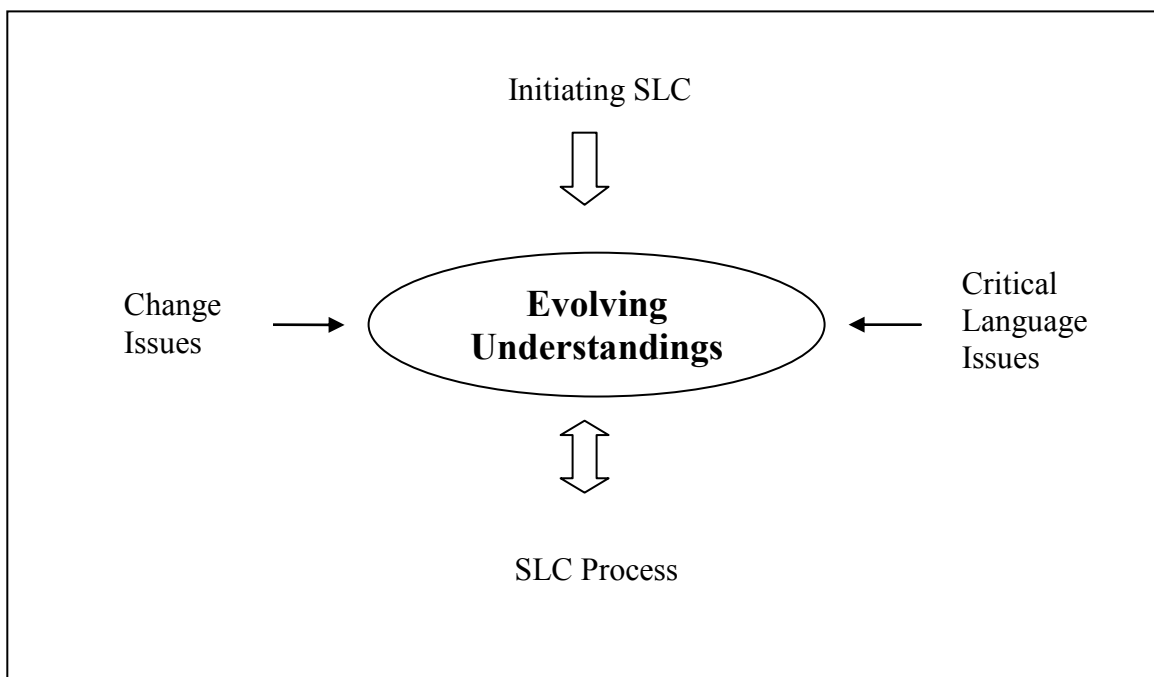 Initiating SLC
Change
Issues
Evolving
Understandings
Critical
Language
Issues
SLC Process